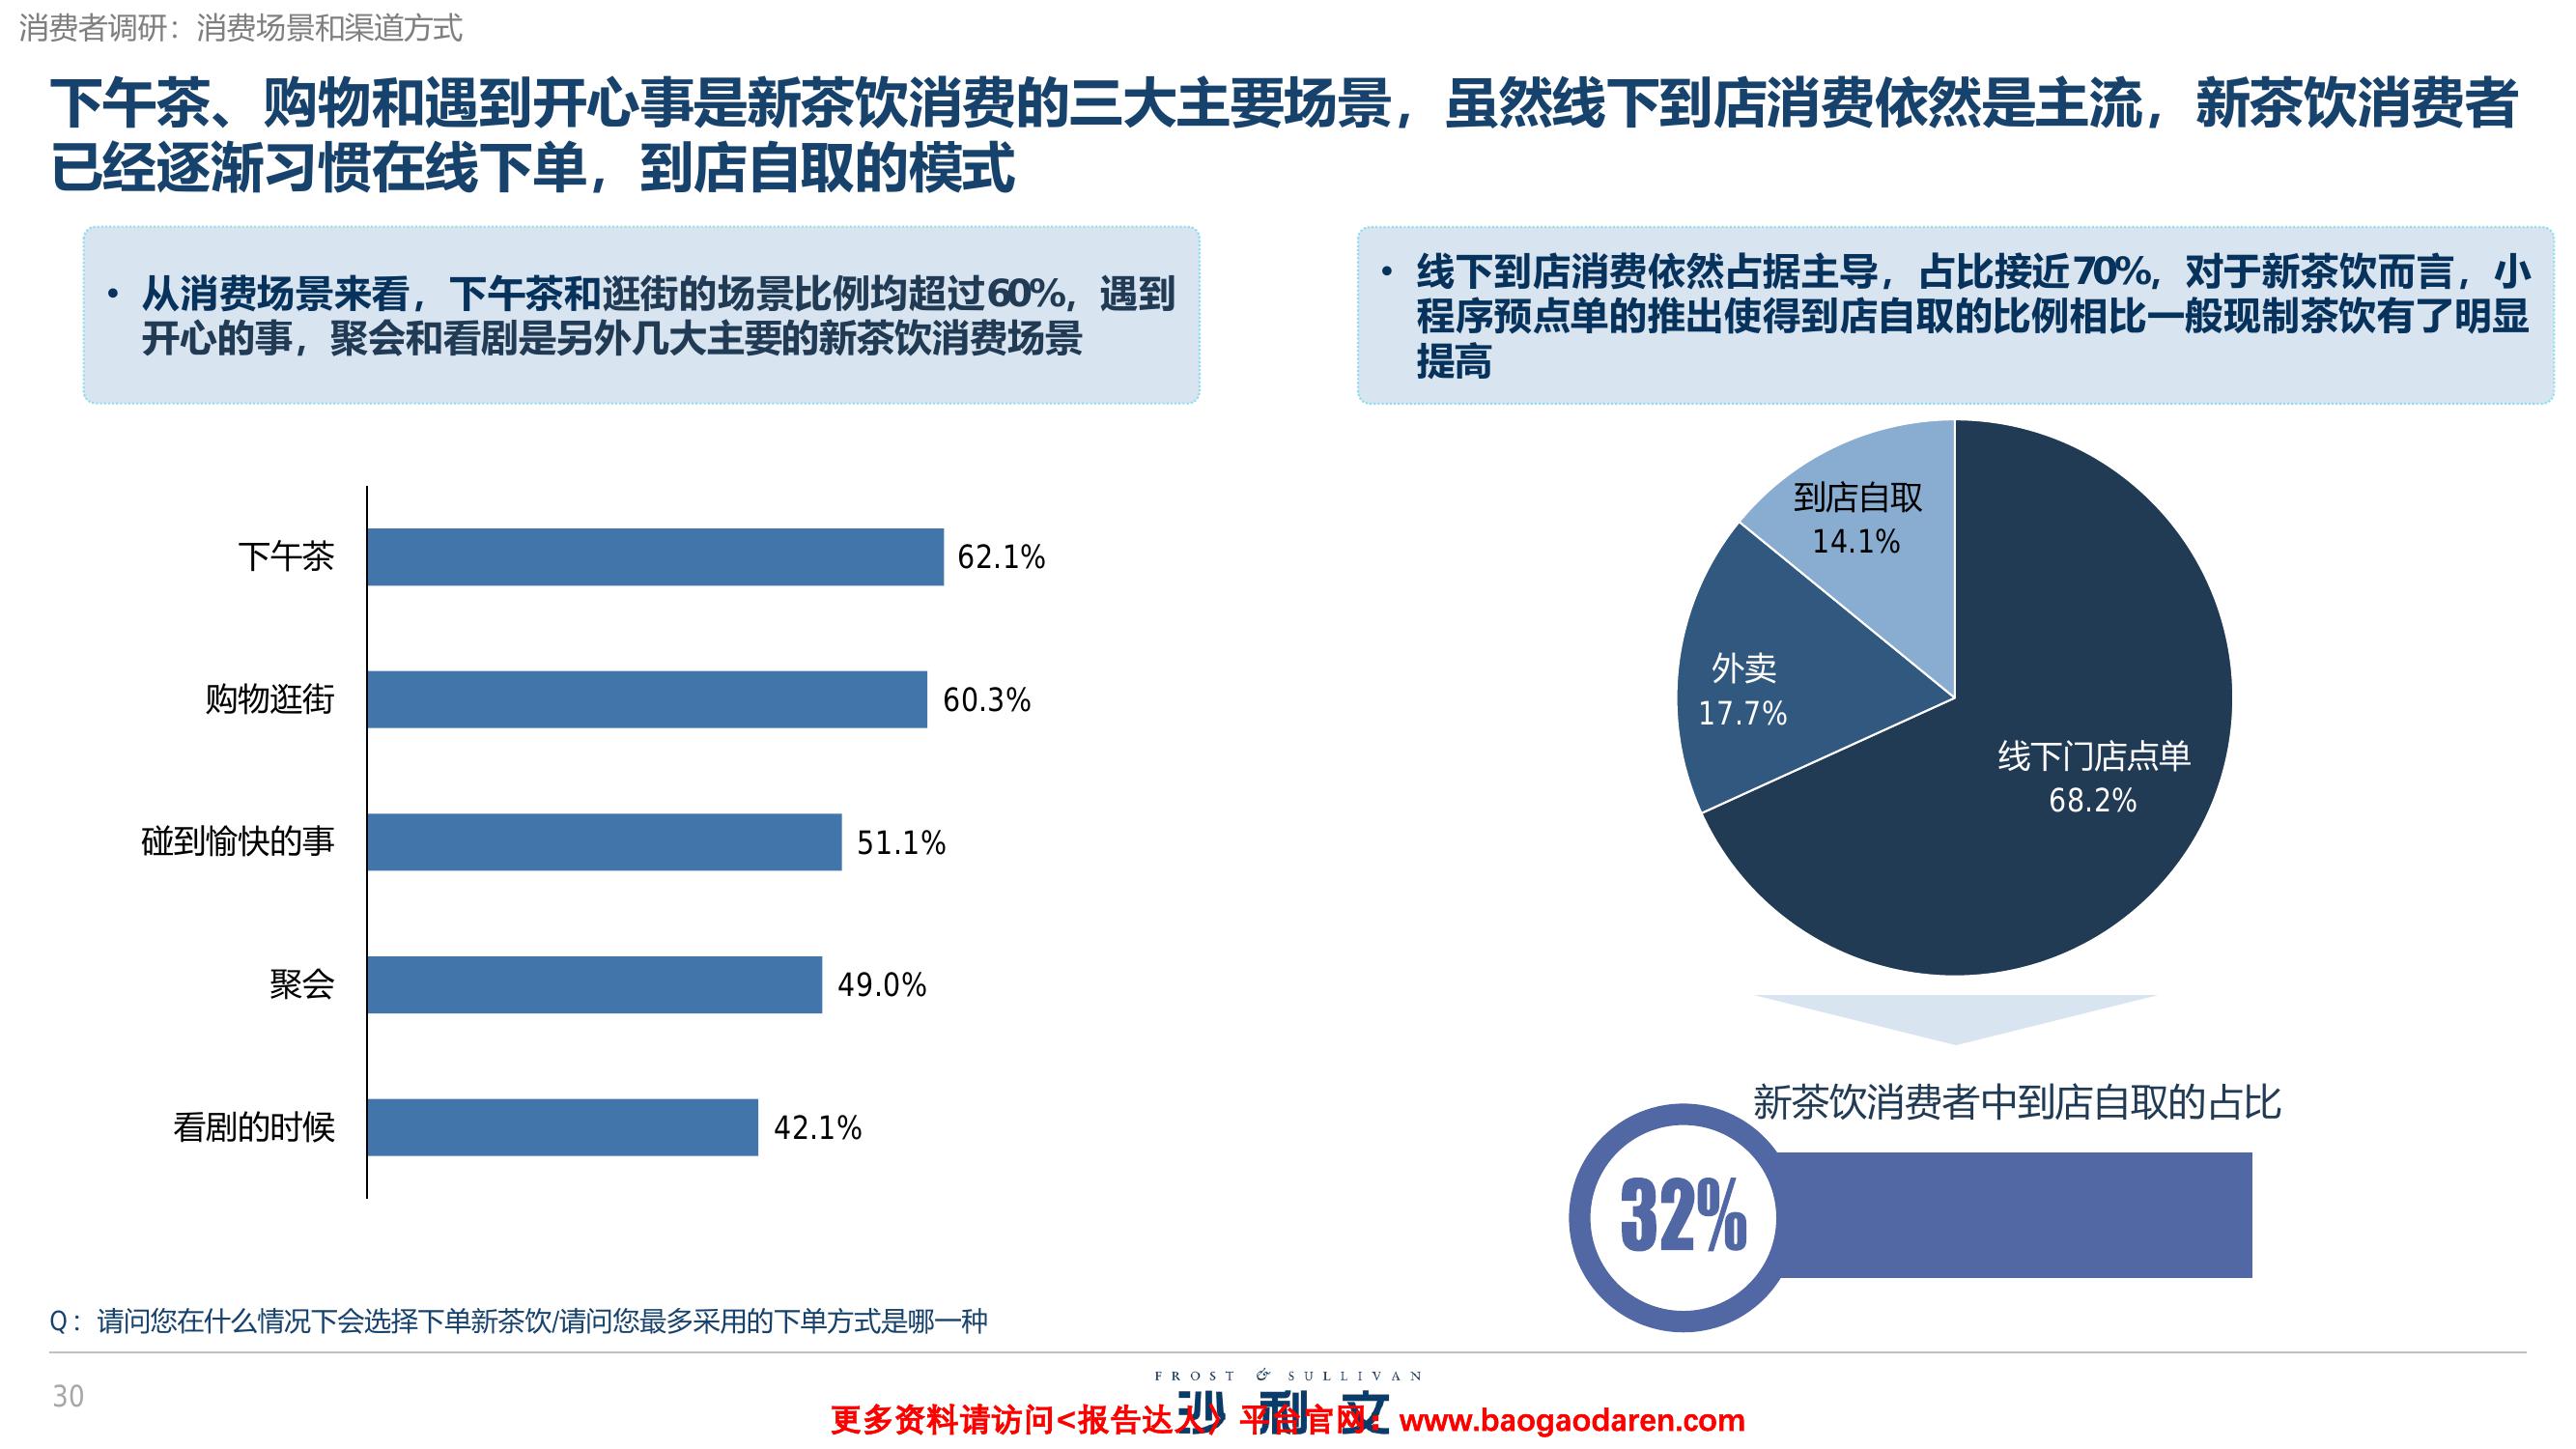 消费者调研：消费场景和渠道方式
下午茶、购物和遇到开心事是新茶饮消费的三大主要场景，虽然线下到店消费依然是主流，新茶饮消费者
已经逐渐习惯在线下单，到店自取的模式
• 从消费场景来看，下午茶和逛街的场景比例均超过60%，遇到
开心的事，聚会和看剧是另外几大主要的新茶饮消费场景
• 线下到店消费依然占据主导，占比接近70%，对于新茶饮而言，小
程序预点单的推出使得到店自取的比例相比一般现制茶饮有了明显
提高
下午茶 62.1%
购物逛街 60.3%
碰到愉快的事 51.1%
聚会 49.0%
看剧的时候 42.1%
到店自取
14.1%
外卖
17.7%
线下门店点单
68.2%
新茶饮消费者中到店自取的占比
32%
Q：请问您在什么情况下会选择下单新茶饮/请问您最多采用的下单方式是哪一种
30
FROST & SULLIVAN
沙利文
更多资料请访问<报告达人>平台官网：www.baogaodaren.com